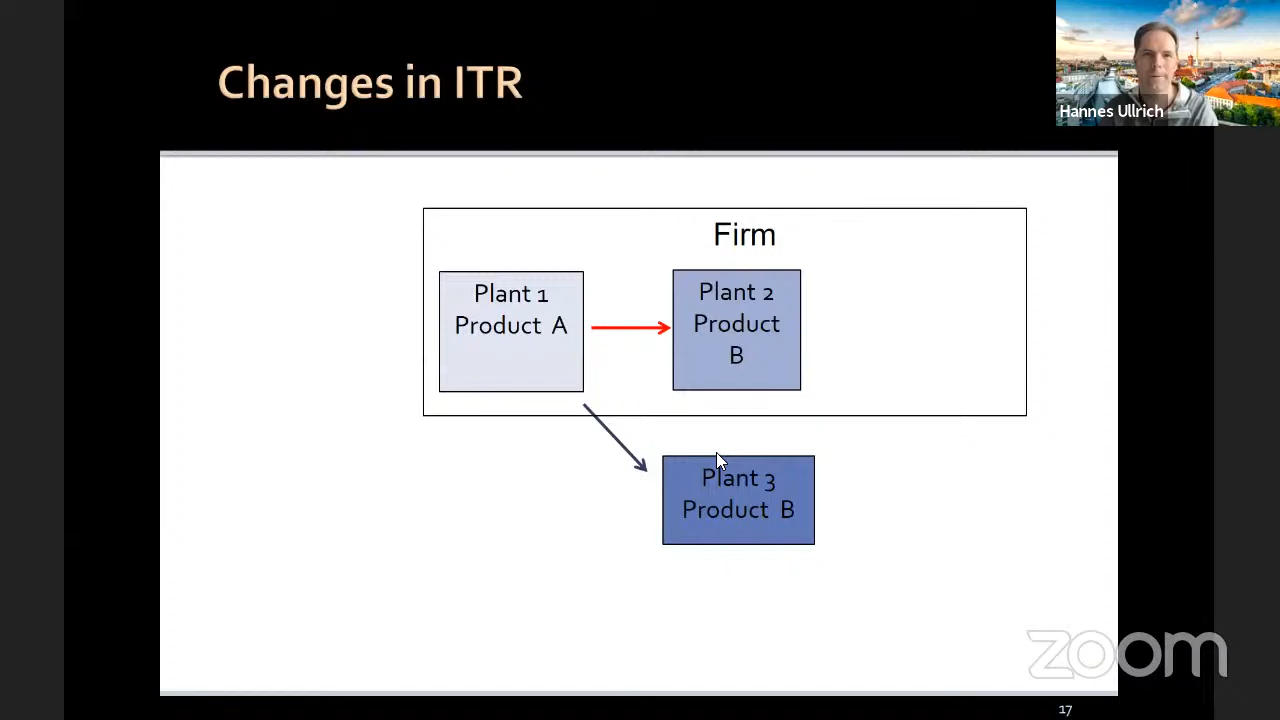 Changes in ITR
Hannes Ullrich
Firm
Plant 1
Product A
Plant 2
Product
B
Plant 3
Product B
zoom
17